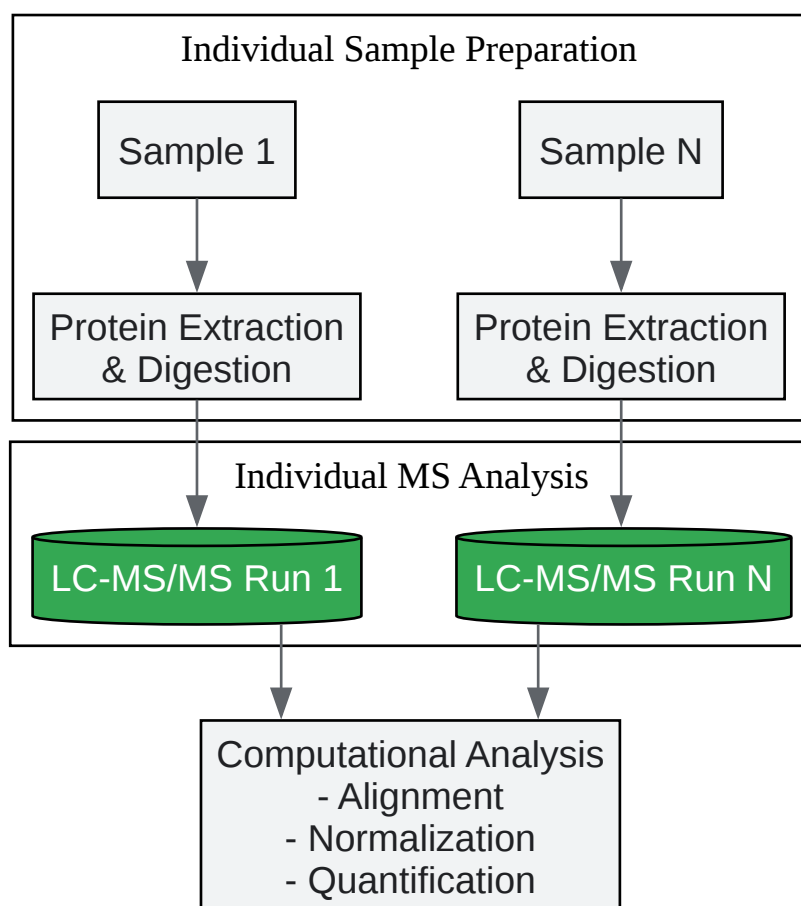 Individual Sample Preparation
Sample 1
Sample N
Protein Extraction
& Digestion
Protein Extraction
& Digestion
Individual MS Analysis
LC-MS/MS Run 1
LC-MS/MS Run N
Computational Analysis
- Alignment
- Normalization
- Quantification